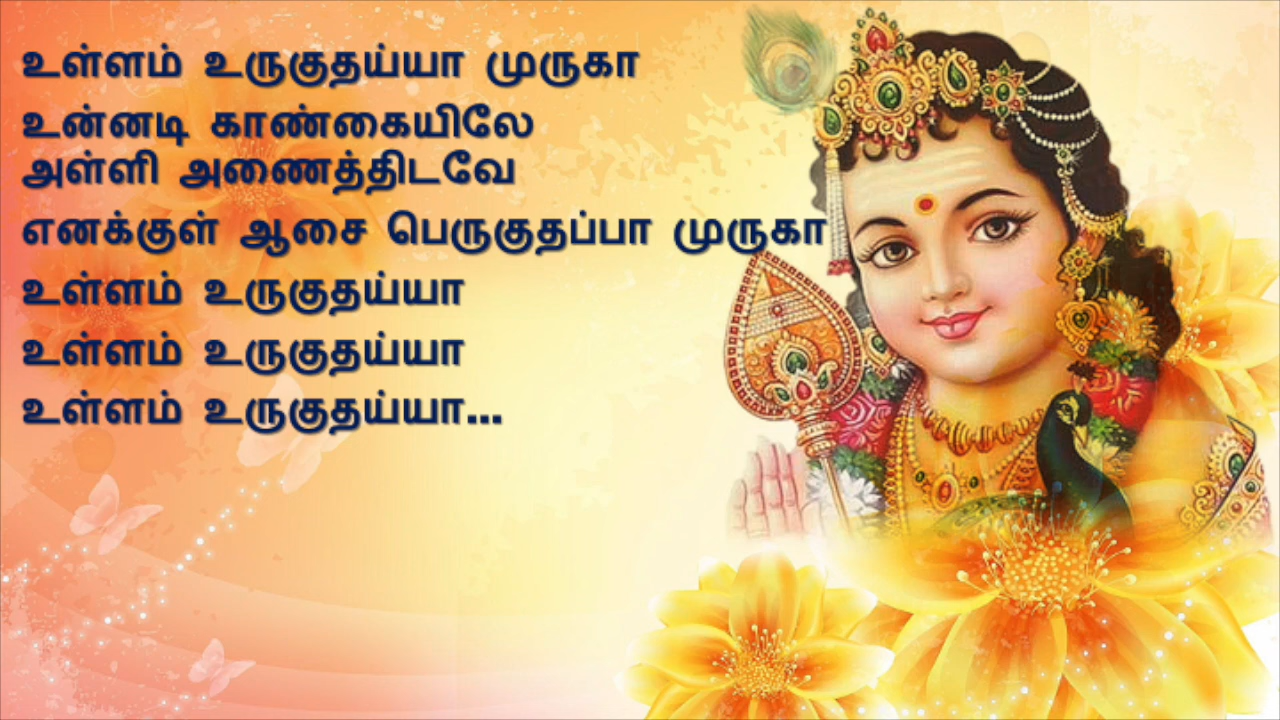 உள்ளம் உருகுதய்யா முருகா
உன்னடி காண்கையிலே
அள்ளி அணைத்திடவே
எனக்குள் ஆசை பெருகுதப்பா முருகா
உள்ளம் உருகுதய்யா
உள்ளம் உருகுதய்யா
உள்ளம் உருகுதய்யா...